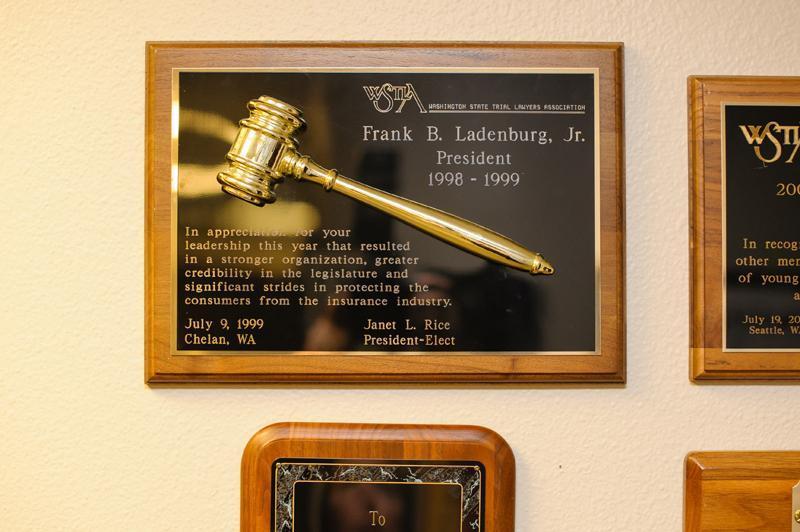 WSTLA WASHINGTON STATE TRIAL LAWYERS ASSOCIATION
Frank B. Ladenburg, Jr.
President
1998 - 1999
In appreciation for your
leadership this year that resulted
in a stronger organization, greater
credibility in the legislature and
significant strides in protecting the
consumers from the insurance industry.
July 9, 1999 Janet L. Rice
Chelan, WA President-Elect
WSTLA
In
other
of young
July 19,
Seattle,
To